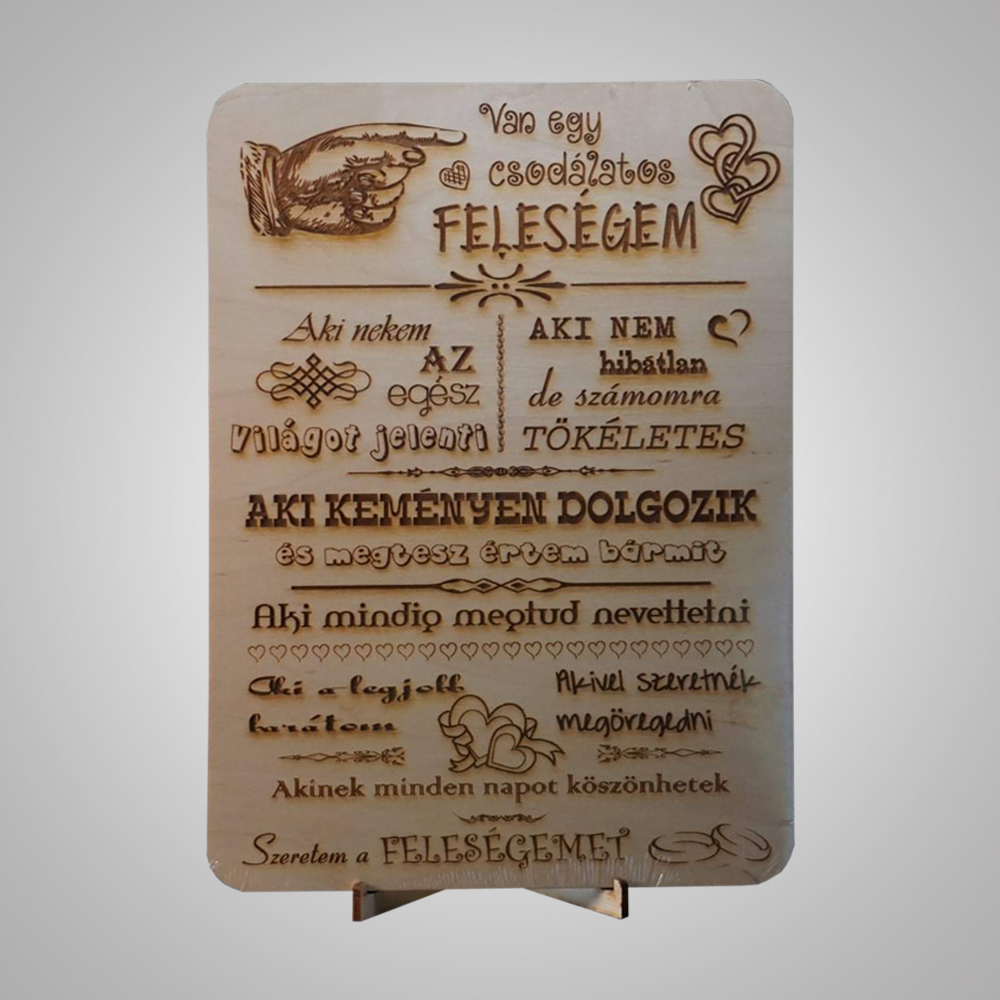 Van egy
csodálatos
FELESÉGEM
Aki nekem
AZ
egész
Világot jelenti
AKI NEM
hibátlan
de számomra
TÖKÉLETES
AKI KEMÉNYEN DOLGOZIK
és megtesz értem bármit
Aki mindig megtud nevettetni
Aki a legjobb
barátom
Akivel szeretnék
megöregedni
Akinek minden napot köszönhetek
Szeretem a FELESÉGEMET